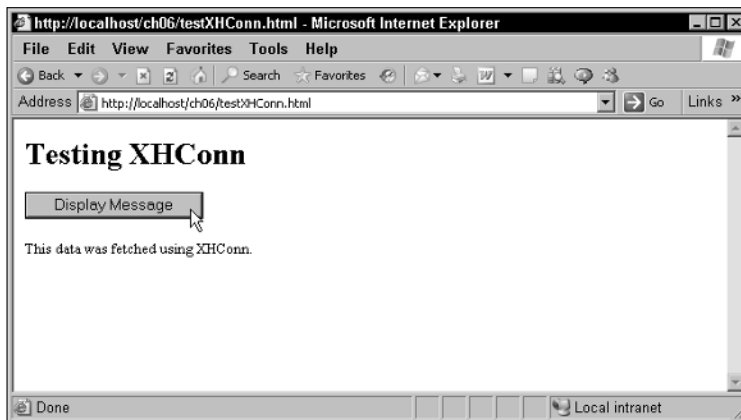 http://localhost/ch06/testXHConn.html - Microsoft Internet Explorer
File Edit View Favorites Tools Help
Back Search Favorites
Address http://localhost/ch06/testXHConn.html Go Links »
Testing XHConn
Display Message
This data was fetched using XHConn.
Done Local intranet